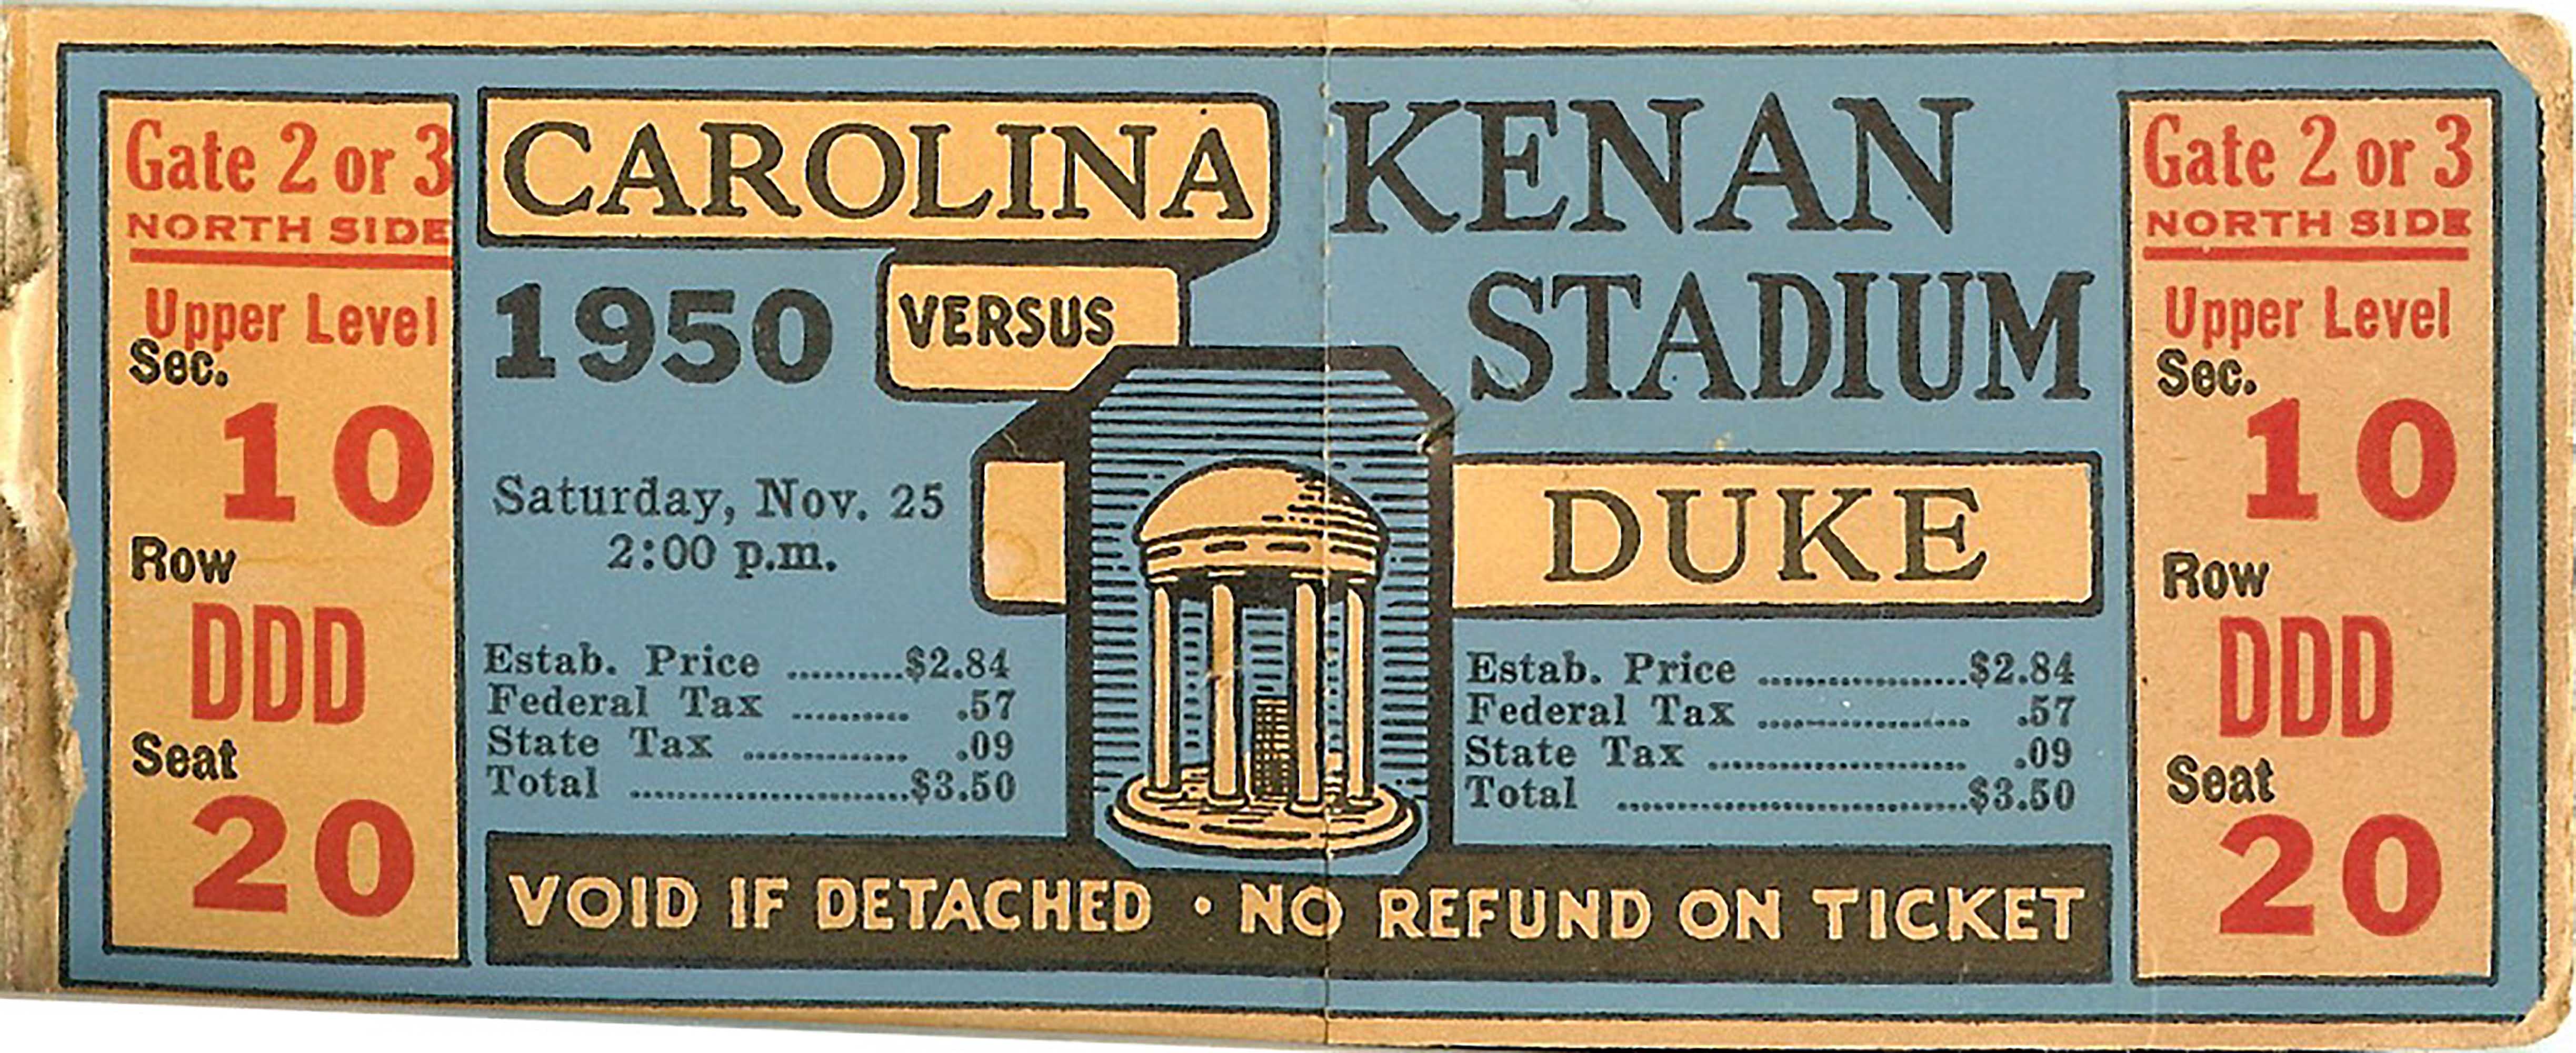 Gate 2 or 3
NORTH SIDE
Upper Level
Sec.
10
Row
DDD
Seat
20
CAROLINA
1950
VERSUS
Saturday, Nov. 25
2:00 p.m.
Estab. Price ..........$2.84
Federal Tax .......... .57
State Tax .............. .09
Total ........................$3.50
KENAN
STADIUM
DUKE
Estab. Price ..................$2.84
Federal Tax .................. .57
State Tax ...................... .09
Total ..............................$3.50
VOID IF DETACHED • NO REFUND ON TICKET
Gate 2 or 3
NORTH SIDE
Upper Level
Sec.
10
Row
DDD
Seat
20